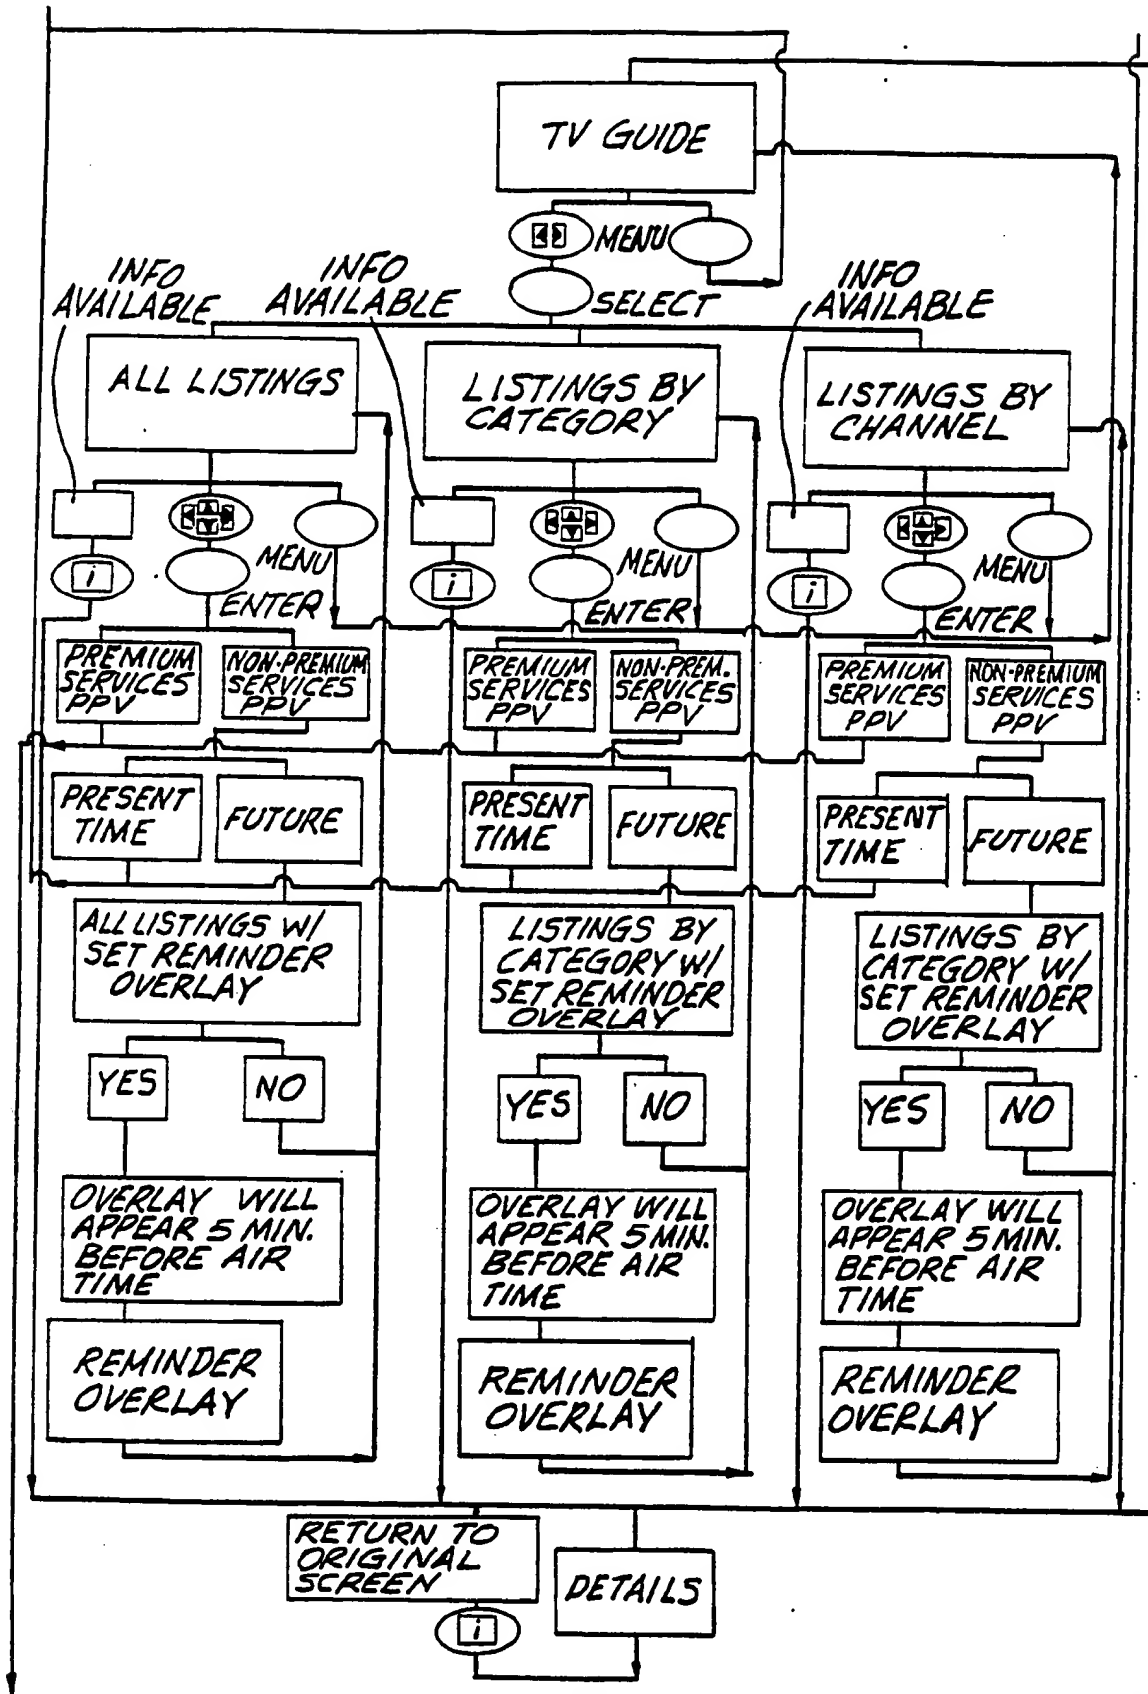 TV GUIDE
MENU
SELECT
INFO
AVAILABLE
INFO
AVAILABLE
INFO
AVAILABLE
ALL LISTINGS
LISTINGS BY
CATEGORY
LISTINGS BY
CHANNEL
i
MENU
ENTER
i
MENU
ENTER
i
MENU
ENTER
PREMIUM
SERVICES
PPV
NON-PREMIUM
SERVICES
PPV
PREMIUM
SERVICES
PPV
NON-PREM.
SERVICES
PPV
PREMIUM
SERVICES
PPV
NON-PREMIUM
SERVICES
PPV
PRESENT
TIME
FUTURE
PRESENT
TIME
FUTURE
PRESENT
TIME
FUTURE
ALL LISTINGS W/
SET REMINDER
OVERLAY
LISTINGS BY
CATEGORY W/
SET REMINDER
OVERLAY
LISTINGS BY
CATEGORY W/
SET REMINDER
OVERLAY
YES
NO
YES
NO
YES
NO
OVERLAY WILL
APPEAR 5 MIN.
BEFORE AIR
TIME
OVERLAY WILL
APPEAR 5 MIN.
BEFORE AIR
TIME
OVERLAY WILL
APPEAR 5 MIN.
BEFORE AIR
TIME
REMINDER
OVERLAY
REMINDER
OVERLAY
REMINDER
OVERLAY
RETURN TO
ORIGINAL
SCREEN
i
DETAILS